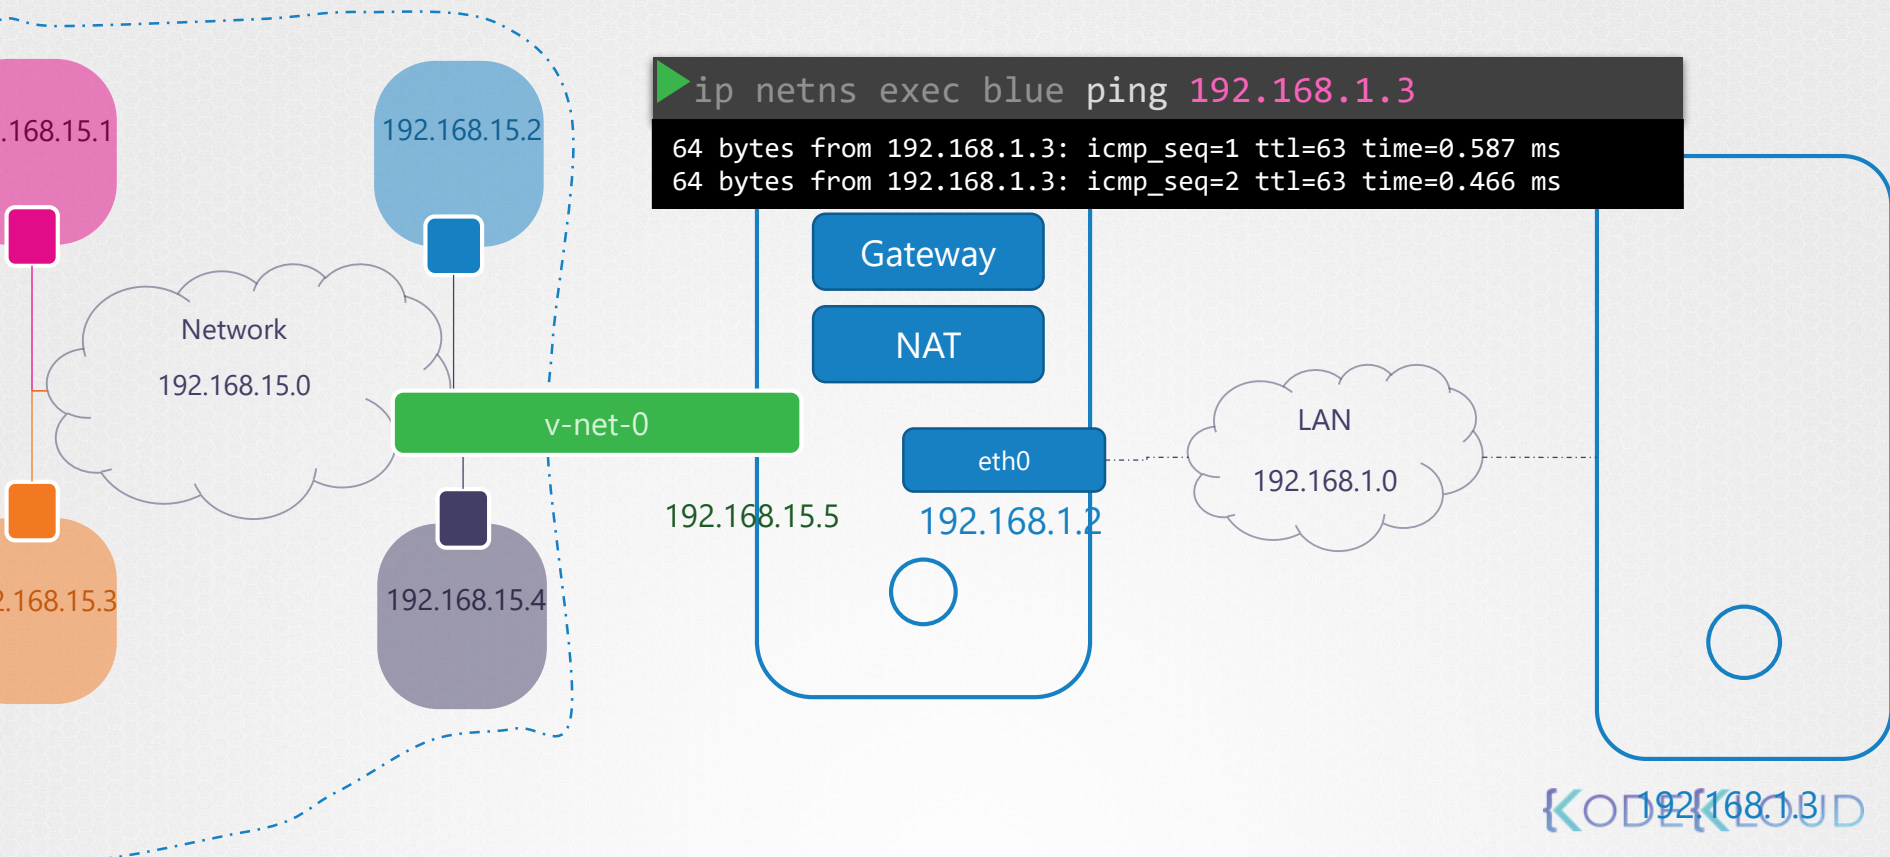 ip netns exec blue ping 192.168.1.3
64 bytes from 192.168.1.3: icmp_seq=1 ttl=63 time=0.587 ms
64 bytes from 192.168.1.3: icmp_seq=2 ttl=63 time=0.466 ms
.168.15.1
192.168.15.2
Gateway
NAT
Network
192.168.15.0
v-net-0
eth0
LAN
192.168.1.0
192.168.15.5
192.168.1.2
2.168.15.3
192.168.15.4
192.168.1.3
KODEKLOUD